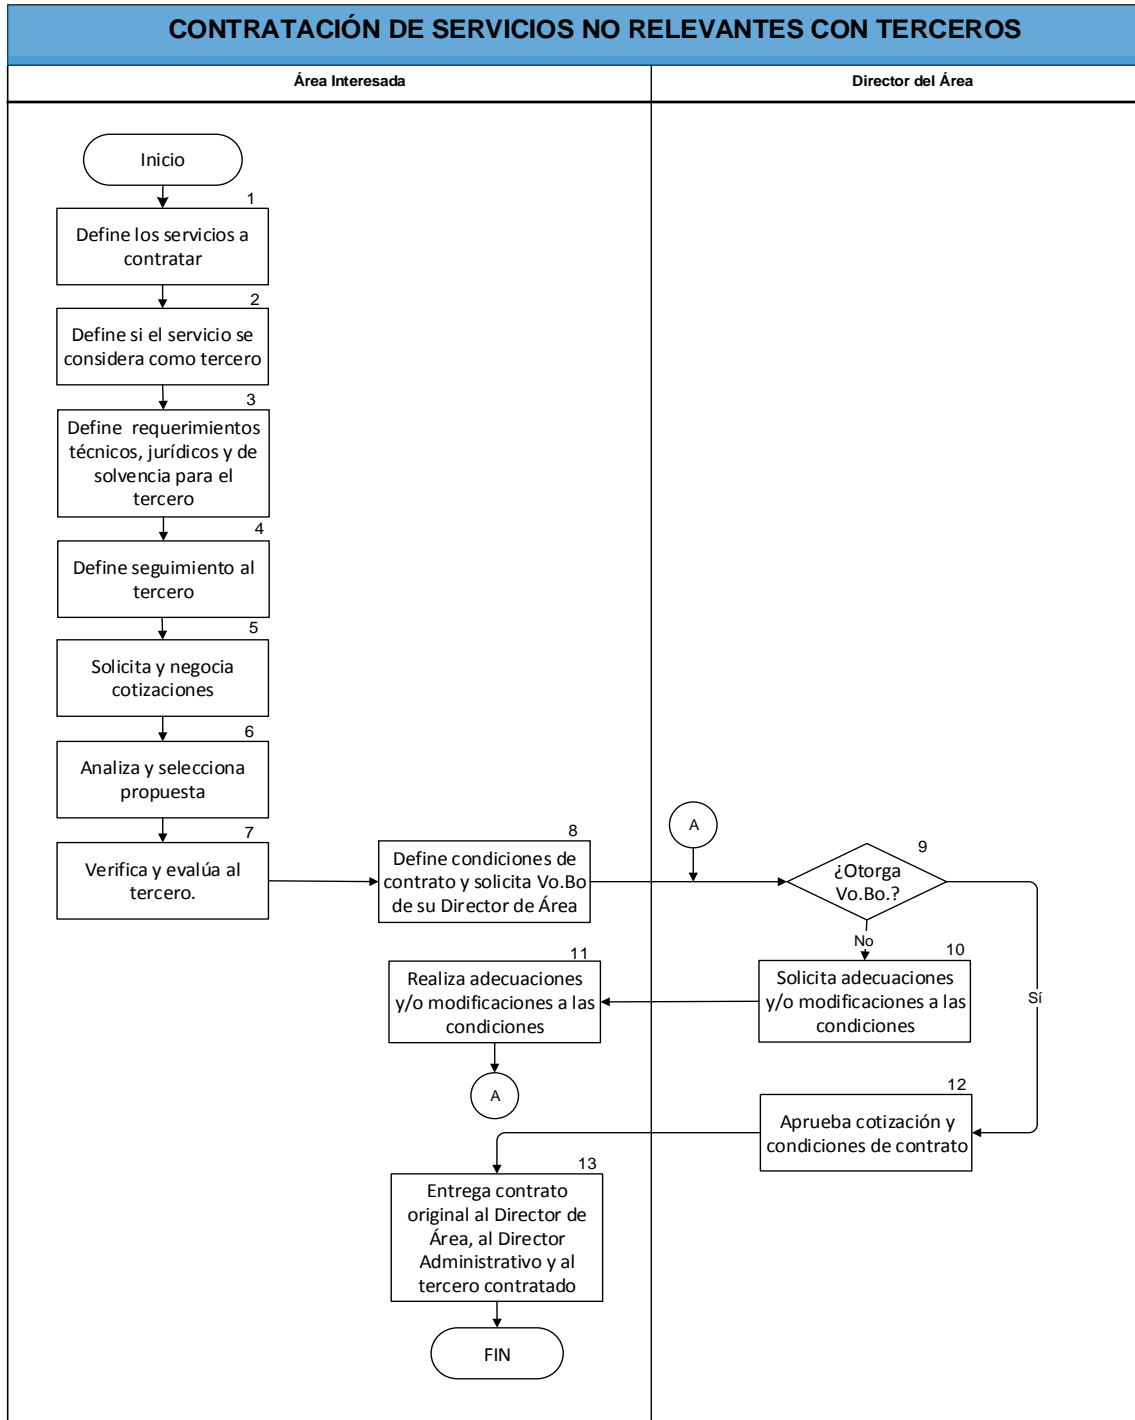 CONTRATACIÓN DE SERVICIOS NO RELEVANTES CON TERCEROS
Área Interesada
Director del Área
Inicio
1
Define los servicios a
contratar
2
Define si el servicio se
considera como tercero
3
Define requerimientos
técnicos, jurídicos y de
solvencia para el
tercero
4
Define seguimiento al
tercero
5
Solicita y negocia
cotizaciones
6
Analiza y selecciona
propuesta
7
Verifica y evalúa al
tercero.
8
Define condiciones de
contrato y solicita Vo.Bo
de su Director de Área
A
9
¿Otorga
Vo.Bo.?
No
Sí
10
Solicita adecuaciones
y/o modificaciones a las
condiciones
11
Realiza adecuaciones
y/o modificaciones a las
condiciones
A
12
Aprueba cotización y
condiciones de contrato
13
Entrega contrato
original al Director de
Área, al Director
Administrativo y al
tercero contratado
FIN